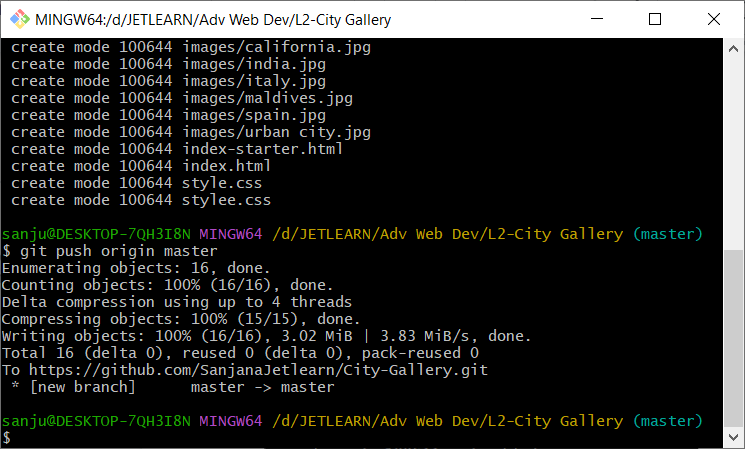 MINGW64:/d/JETLEARN/Adv Web Dev/L2-City Gallery
create mode 100644 images/california.jpg
create mode 100644 images/india.jpg
create mode 100644 images/italy.jpg
create mode 100644 images/maldives.jpg
create mode 100644 images/spain.jpg
create mode 100644 images/urban city.jpg
create mode 100644 index-starter.html
create mode 100644 index.html
create mode 100644 style.css
create mode 100644 stylee.css
sanju@DESKTOP-7QH3I8N MINGW64 /d/JETLEARN/Adv Web Dev/L2-City Gallery (master)
$ git push origin master
Enumerating objects: 16, done.
Counting objects: 100% (16/16), done.
Delta compression using up to 4 threads
Compressing objects: 100% (15/15), done.
Writing objects: 100% (16/16), 3.02 MiB | 3.83 MiB/s, done.
Total 16 (delta 0), reused 0 (delta 0), pack-reused 0
To https://github.com/SanjanaJetlearn/City-Gallery.git
* [new branch]      master -> master
sanju@DESKTOP-7QH3I8N MINGW64 /d/JETLEARN/Adv Web Dev/L2-City Gallery (master)
$